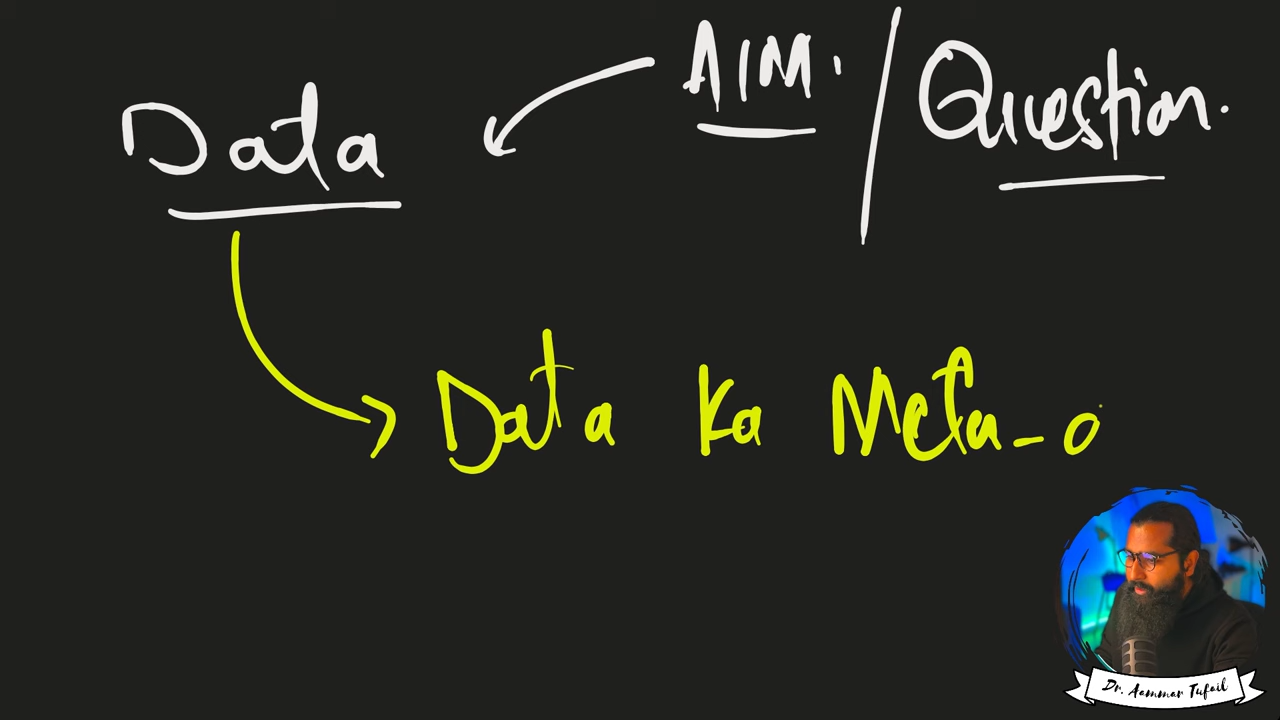 AIM. / Question.
Data
Data Ka Meta-
Dr. Aammar Tufail